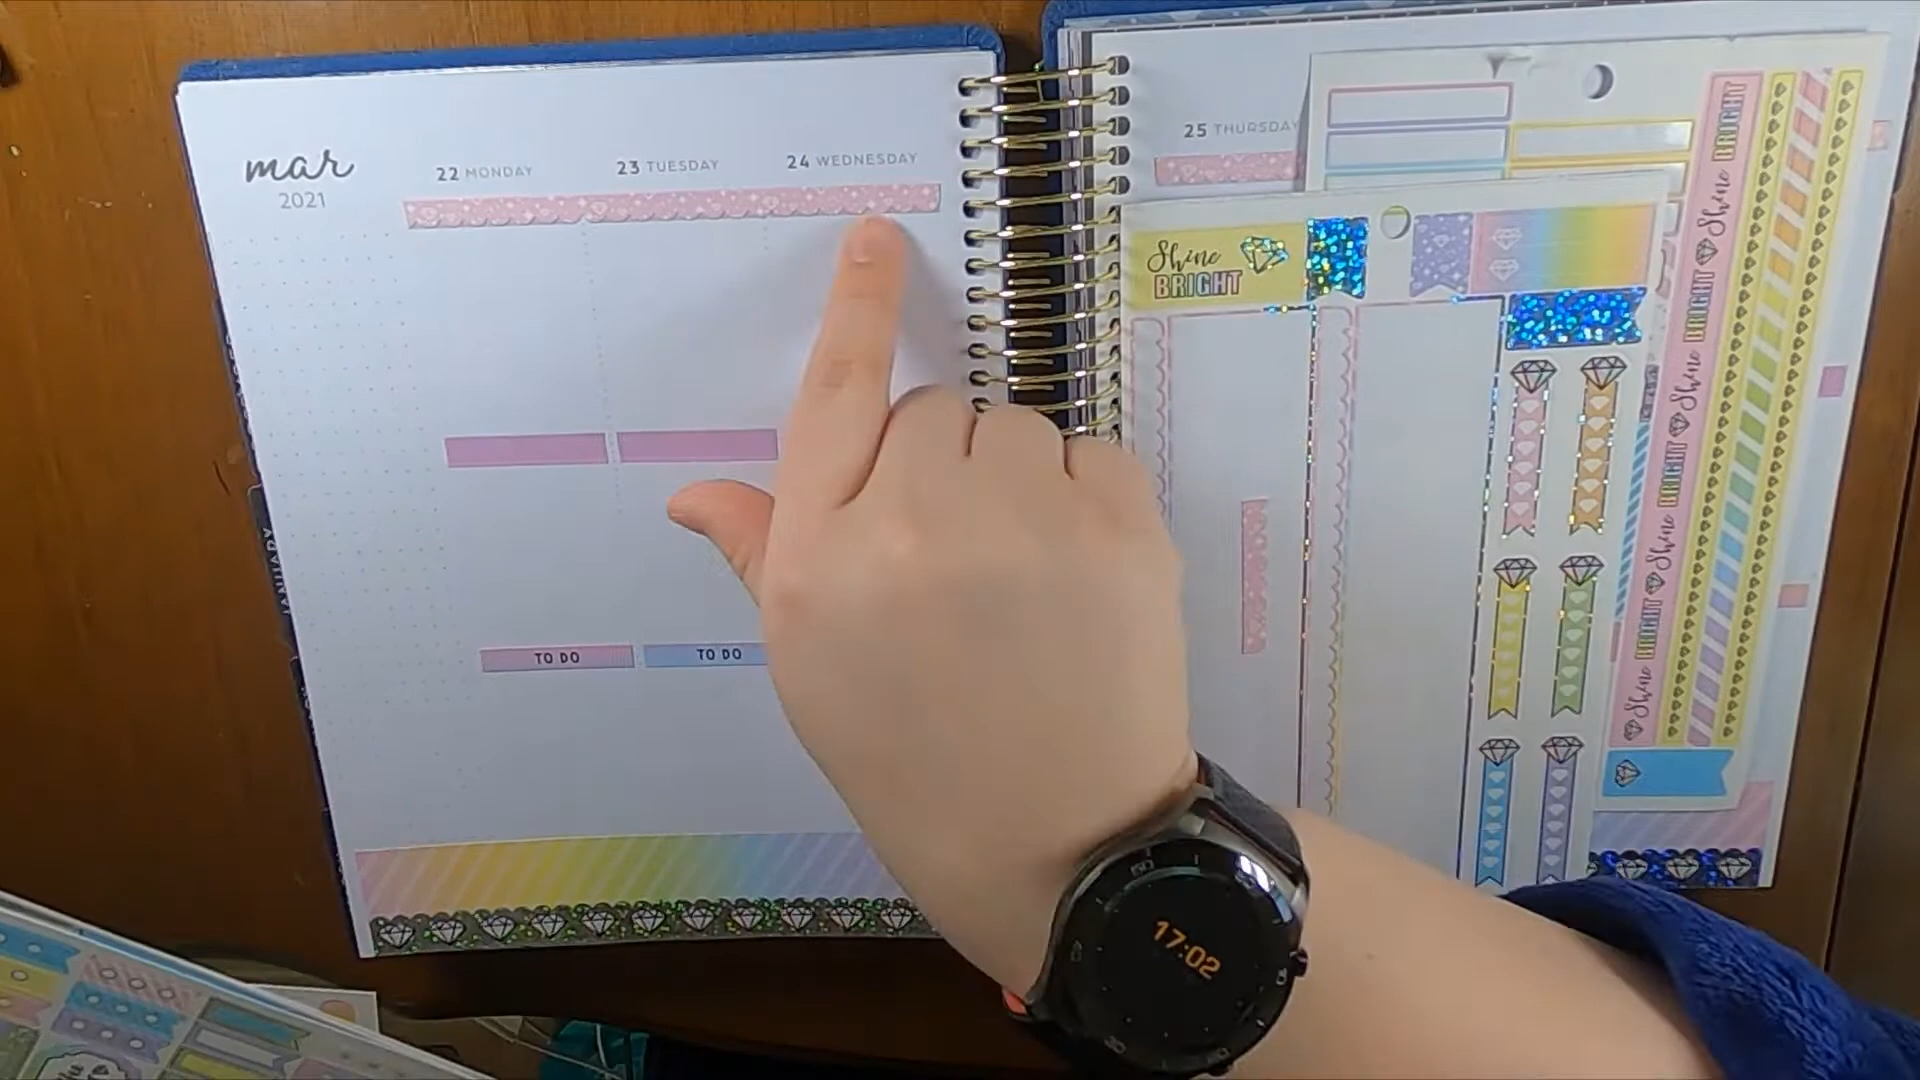 mar
2021
22 MONDAY
23 TUESDAY
24 WEDNESDAY
25 THURSDAY
Shine
BRIGHT
TO DO
TO DO
Shine BRIGHT Shine BRIGHT Shine BRIGHT Shine BRIGHT
JANUARY
17:02